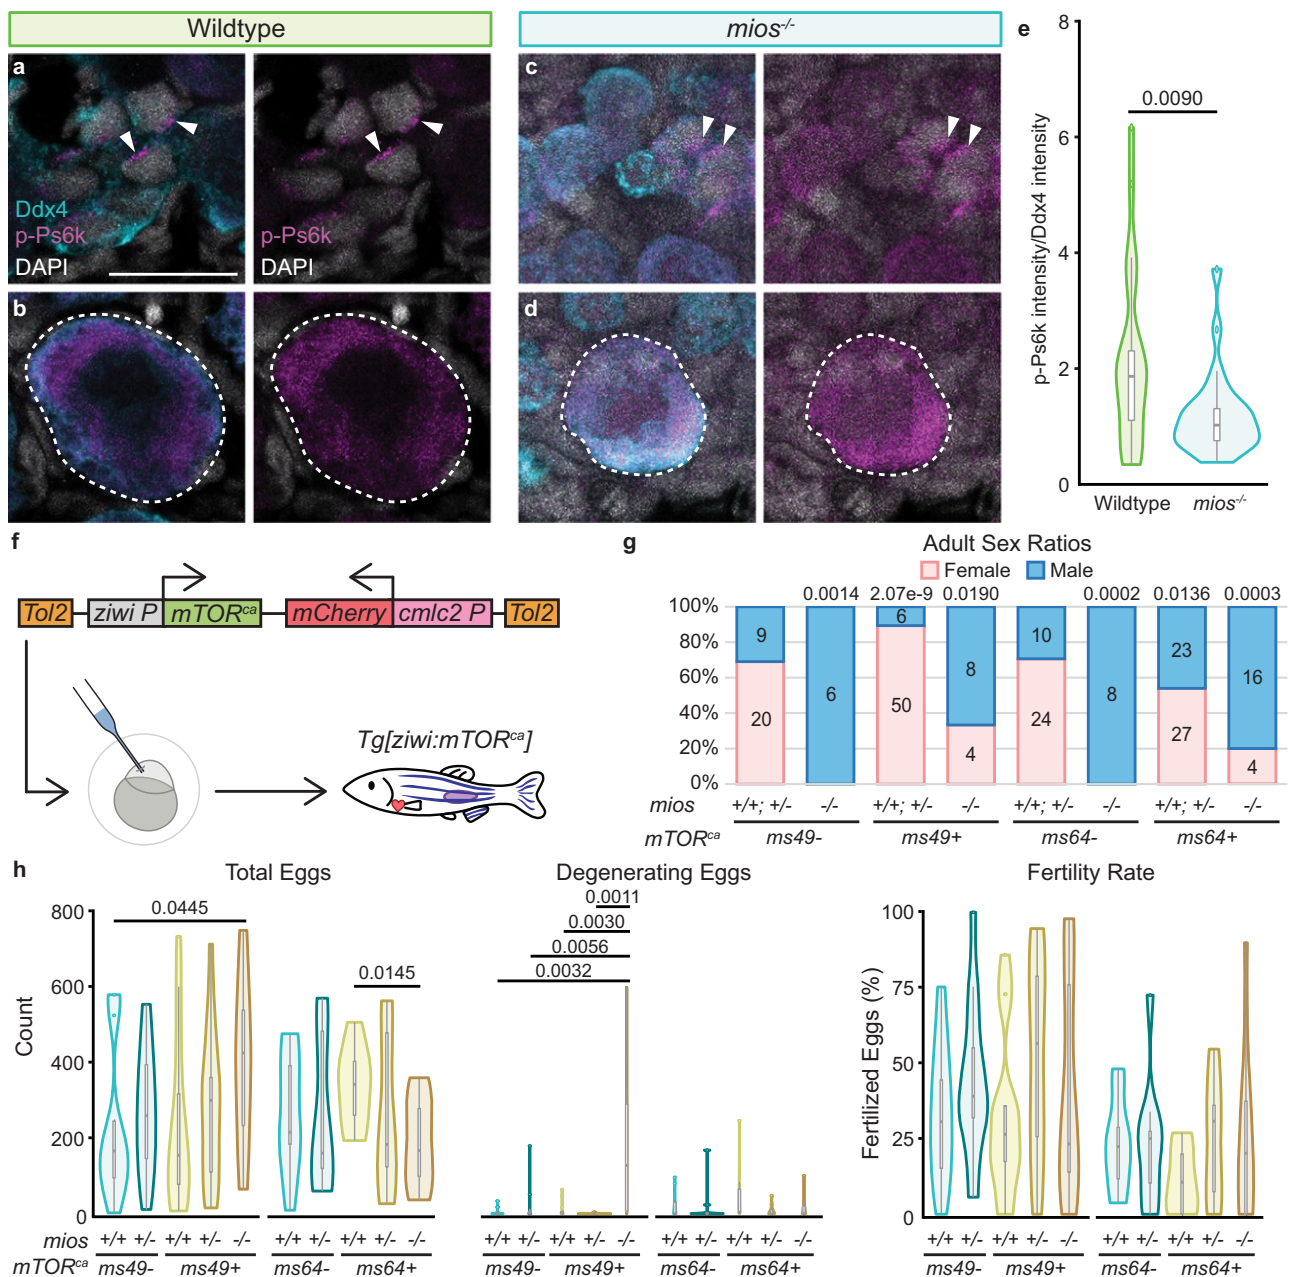 Wildtype
mios-/-
a
c
e
Ddx4
p-Ps6k
DAPI
p-Ps6k
DAPI
b
d
p-Ps6k intensity/Ddx4 intensity
8
6
4
2
0
0.0090
Wildtype mios-/-
f
Tol2 ziwi P mTORca mCherry cmlc2 P Tol2
Tg[ziwi:mTORca]
g
Adult Sex Ratios
Female Male
0.0014 2.07e-9 0.0190 0.0002 0.0136 0.0003
100%
80%
60%
40%
20%
0%
9 6 6 8 10 8 23 16
20 50 4 24 27 4
mios +/+; +/- -/- +/+; +/- -/- +/+; +/- -/- +/+; +/- -/-
mTORca ms49- ms49+ ms64- ms64+
h
Total Eggs
Count
800
600
400
200
0
0.0445
0.0145
mios +/+ +/- +/+ +/- -/- +/+ +/- +/+ +/- -/-
mTORca ms49- ms49+ ms64- ms64+
Degenerating Eggs
0.0011
0.0030
0.0056
0.0032
+/+ +/- +/+ +/- -/- +/+ +/- +/+ +/- -/-
ms49- ms49+ ms64- ms64+
Fertility Rate
Fertilized Eggs (%)
100
75
50
25
0
+/+ +/- +/+ +/- -/- +/+ +/- +/+ +/- -/-
ms49- ms49+ ms64- ms64+